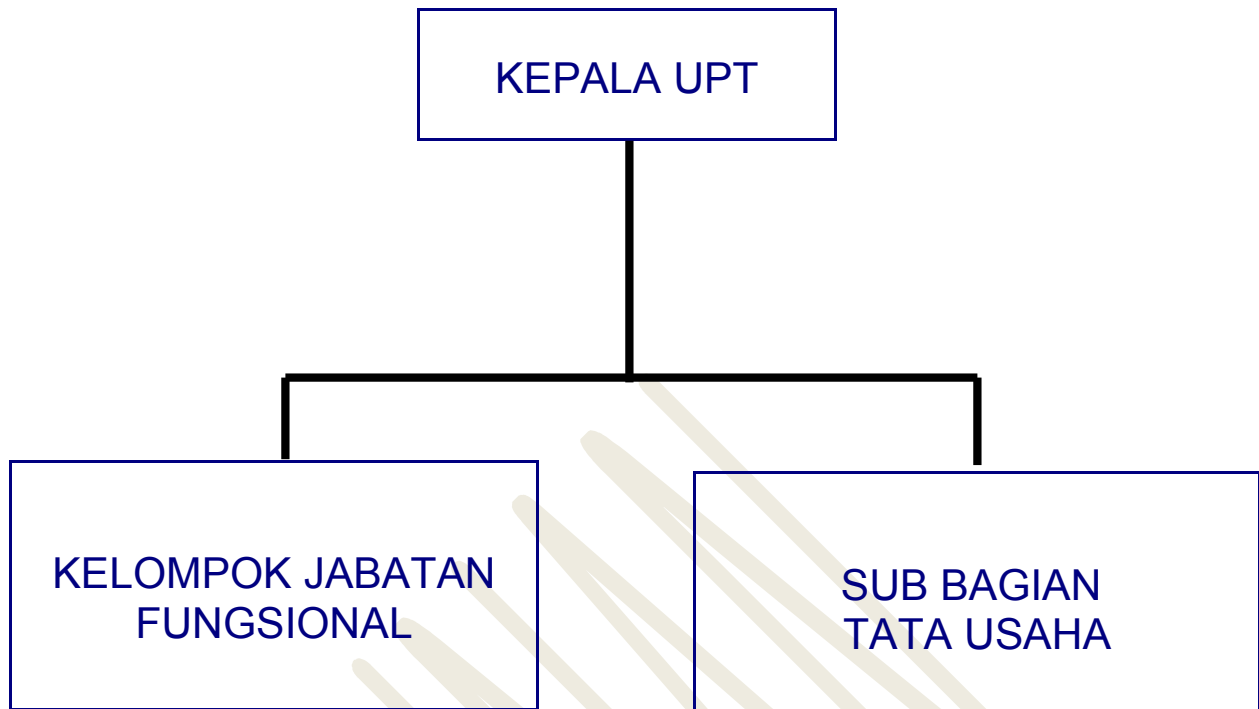 KEPALA UPT
KELOMPOK JABATAN
FUNGSIONAL
SUB BAGIAN
TATA USAHA